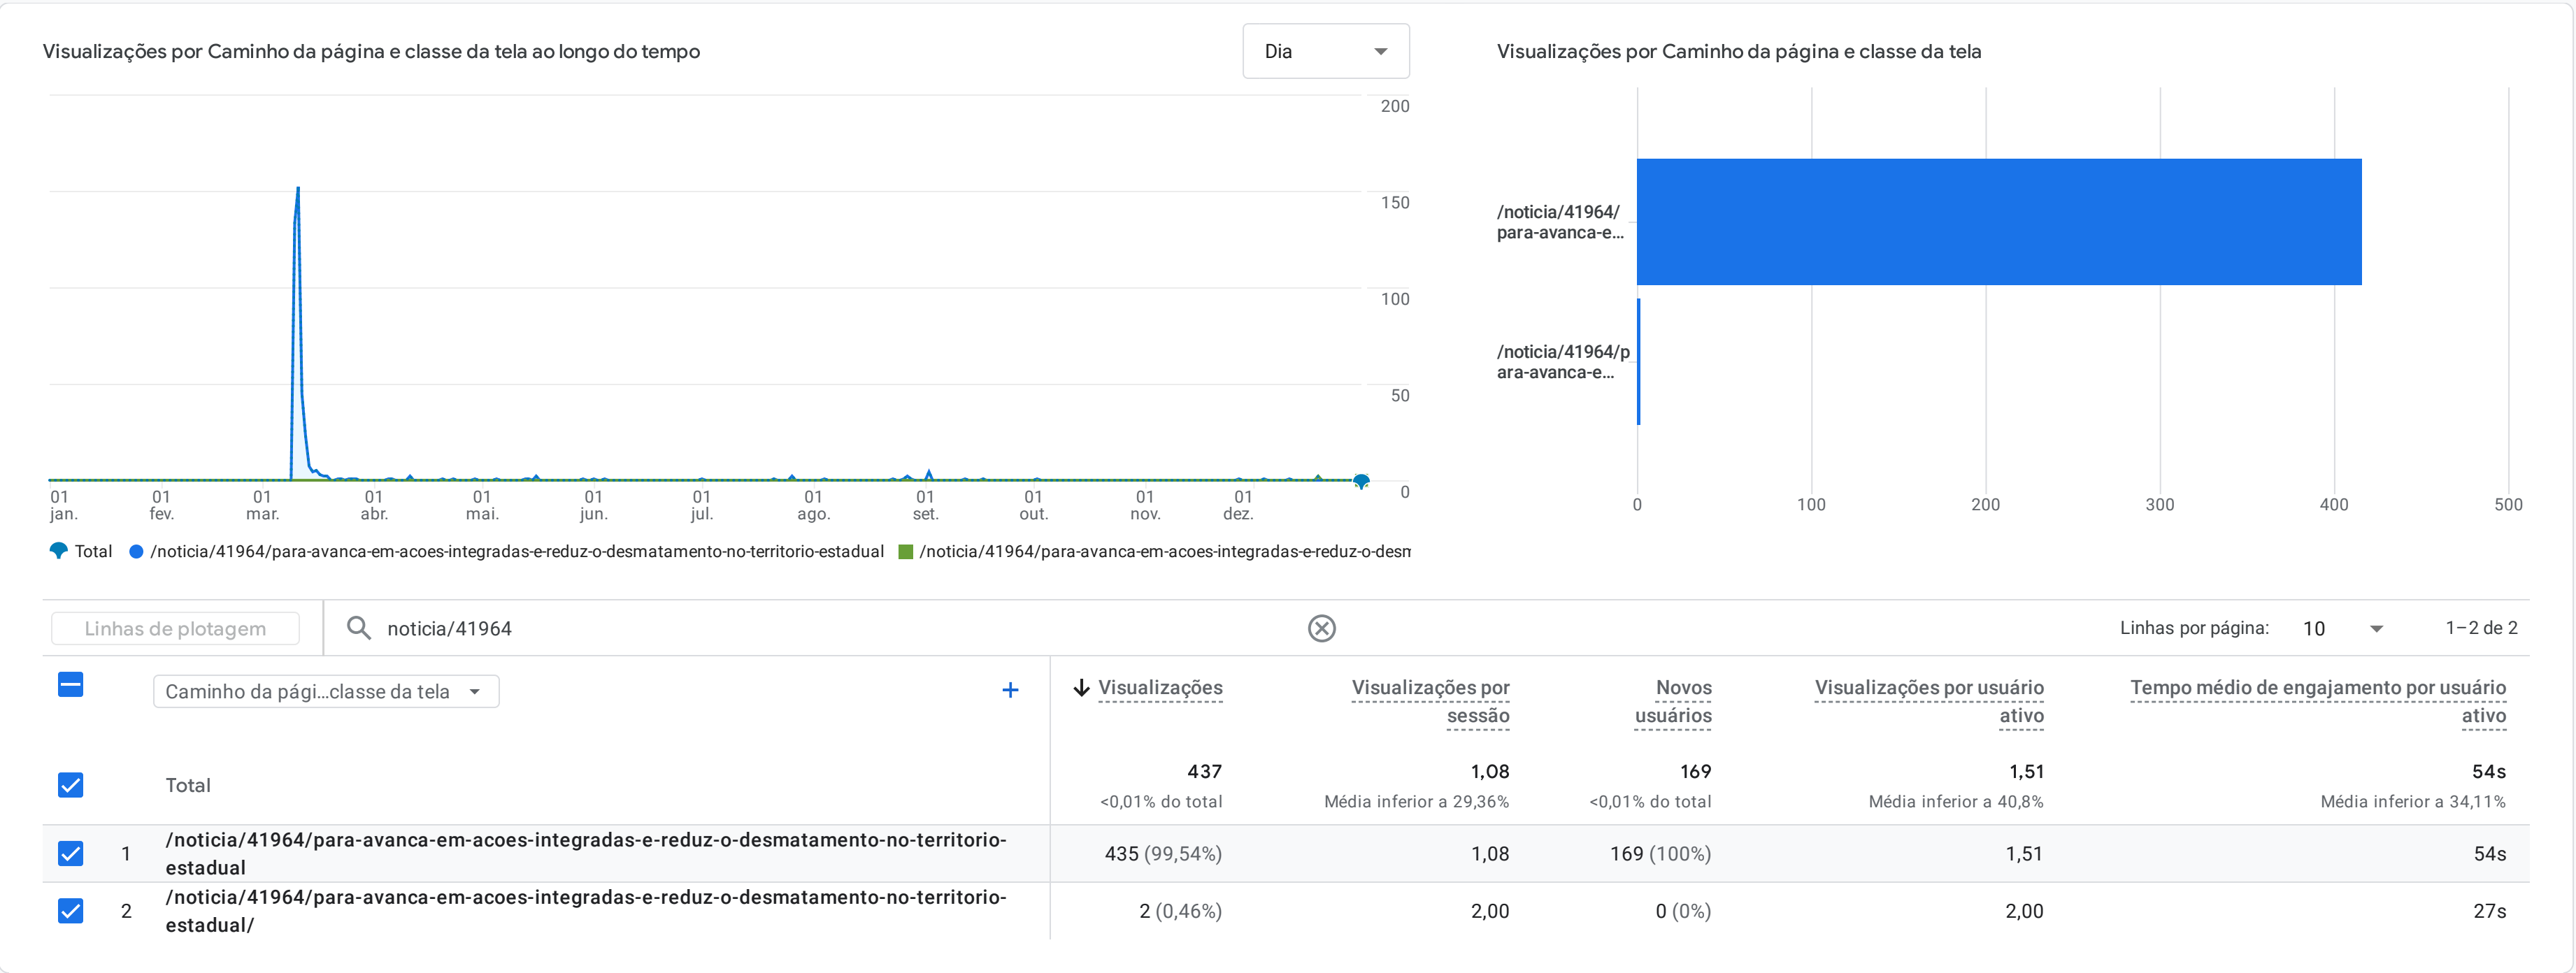 Visualizações por Caminho da página e classe da tela ao longo do tempo
Dia
200
150
100
50
0
01 jan.
01 fev.
01 mar.
01 abr.
01 mai.
01 jun.
01 jul.
01 ago.
01 set.
01 out.
01 nov.
01 dez.
Total
/noticia/41964/para-avanca-em-acoes-integradas-e-reduz-o-desmatamento-no-territorio-estadual
/noticia/41964/para-avanca-em-acoes-integradas-e-reduz-o-desm
Visualizações por Caminho da página e classe da tela
/noticia/41964/
para-avanca-e...
/noticia/41964/p
ara-avanca-e...
0 100 200 300 400 500
Linhas de plotagem
noticia/41964
Linhas por página: 10
1–2 de 2
Caminho da pági...classe da tela
+
Visualizações
Visualizações por
sessão
Novos
usuários
Visualizações por usuário
ativo
Tempo médio de engajamento por usuário
ativo
Total
437
<0,01% do total
1,08
Média inferior a 29,36%
169
<0,01% do total
1,51
Média inferior a 40,8%
54s
Média inferior a 34,11%
1
/noticia/41964/para-avanca-em-acoes-integradas-e-reduz-o-desmatamento-no-territorio-
estadual
435 (99,54%)
1,08
169 (100%)
1,51
54s
2
/noticia/41964/para-avanca-em-acoes-integradas-e-reduz-o-desmatamento-no-territorio-
estadual/
2 (0,46%)
2,00
0 (0%)
2,00
27s